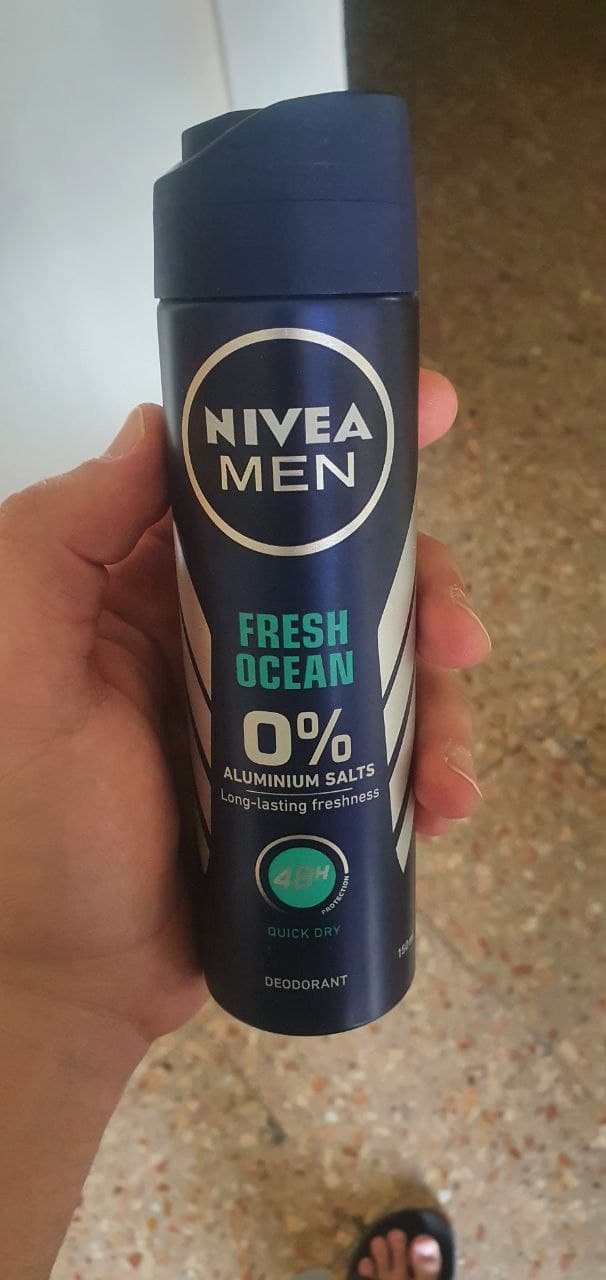 NIVEA
MEN
FRESH
OCEAN
0%
ALUMINIUM SALTS
Long-lasting freshness
48H
PROTECTION
QUICK DRY
DEODORANT